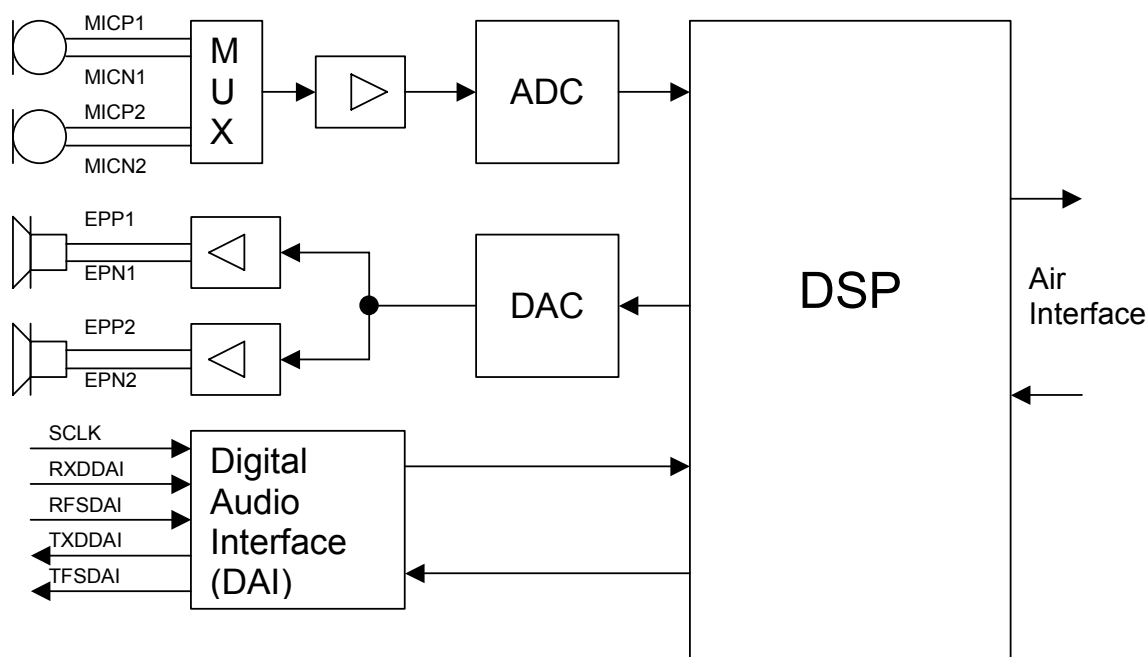 MICP1
MICN1
MICP2
MICN2
M
U
X
ADC
EPP1
EPN1
EPP2
EPN2
DAC
DSP
Air
Interface
SCLK
RXDDAI
RFSDAI
TXDDAI
TFSDAI
Digital
Audio
Interface
(DAI)